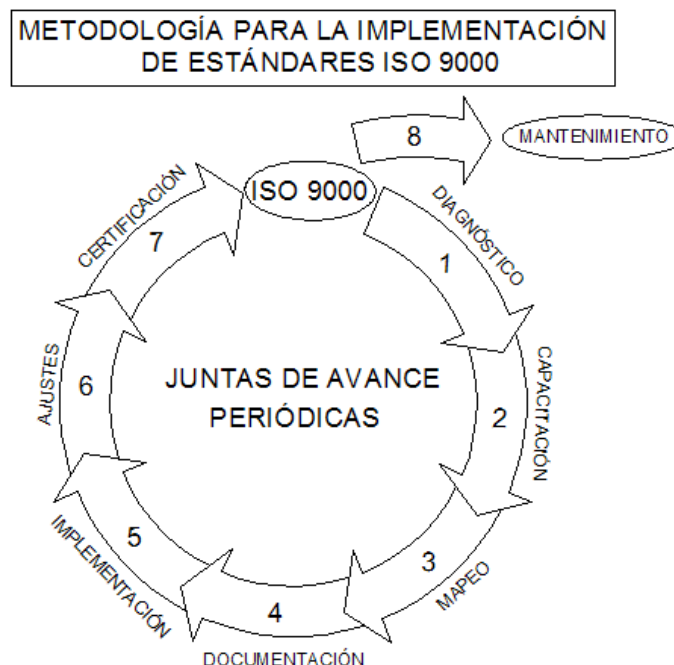 METODOLOGÍA PARA LA IMPLEMENTACIÓN
DE ESTÁNDARES ISO 9000
8
MANTENIMIENTO
ISO 9000
DIAGNÓSTICO
1
CAPACITACIÓN
2
MAPEO
3
DOCUMENTACIÓN
4
IMPLEMENTACIÓN
5
AJUSTES
6
CERTIFICACIÓN
7
JUNTAS DE AVANCE
PERIÓDICAS